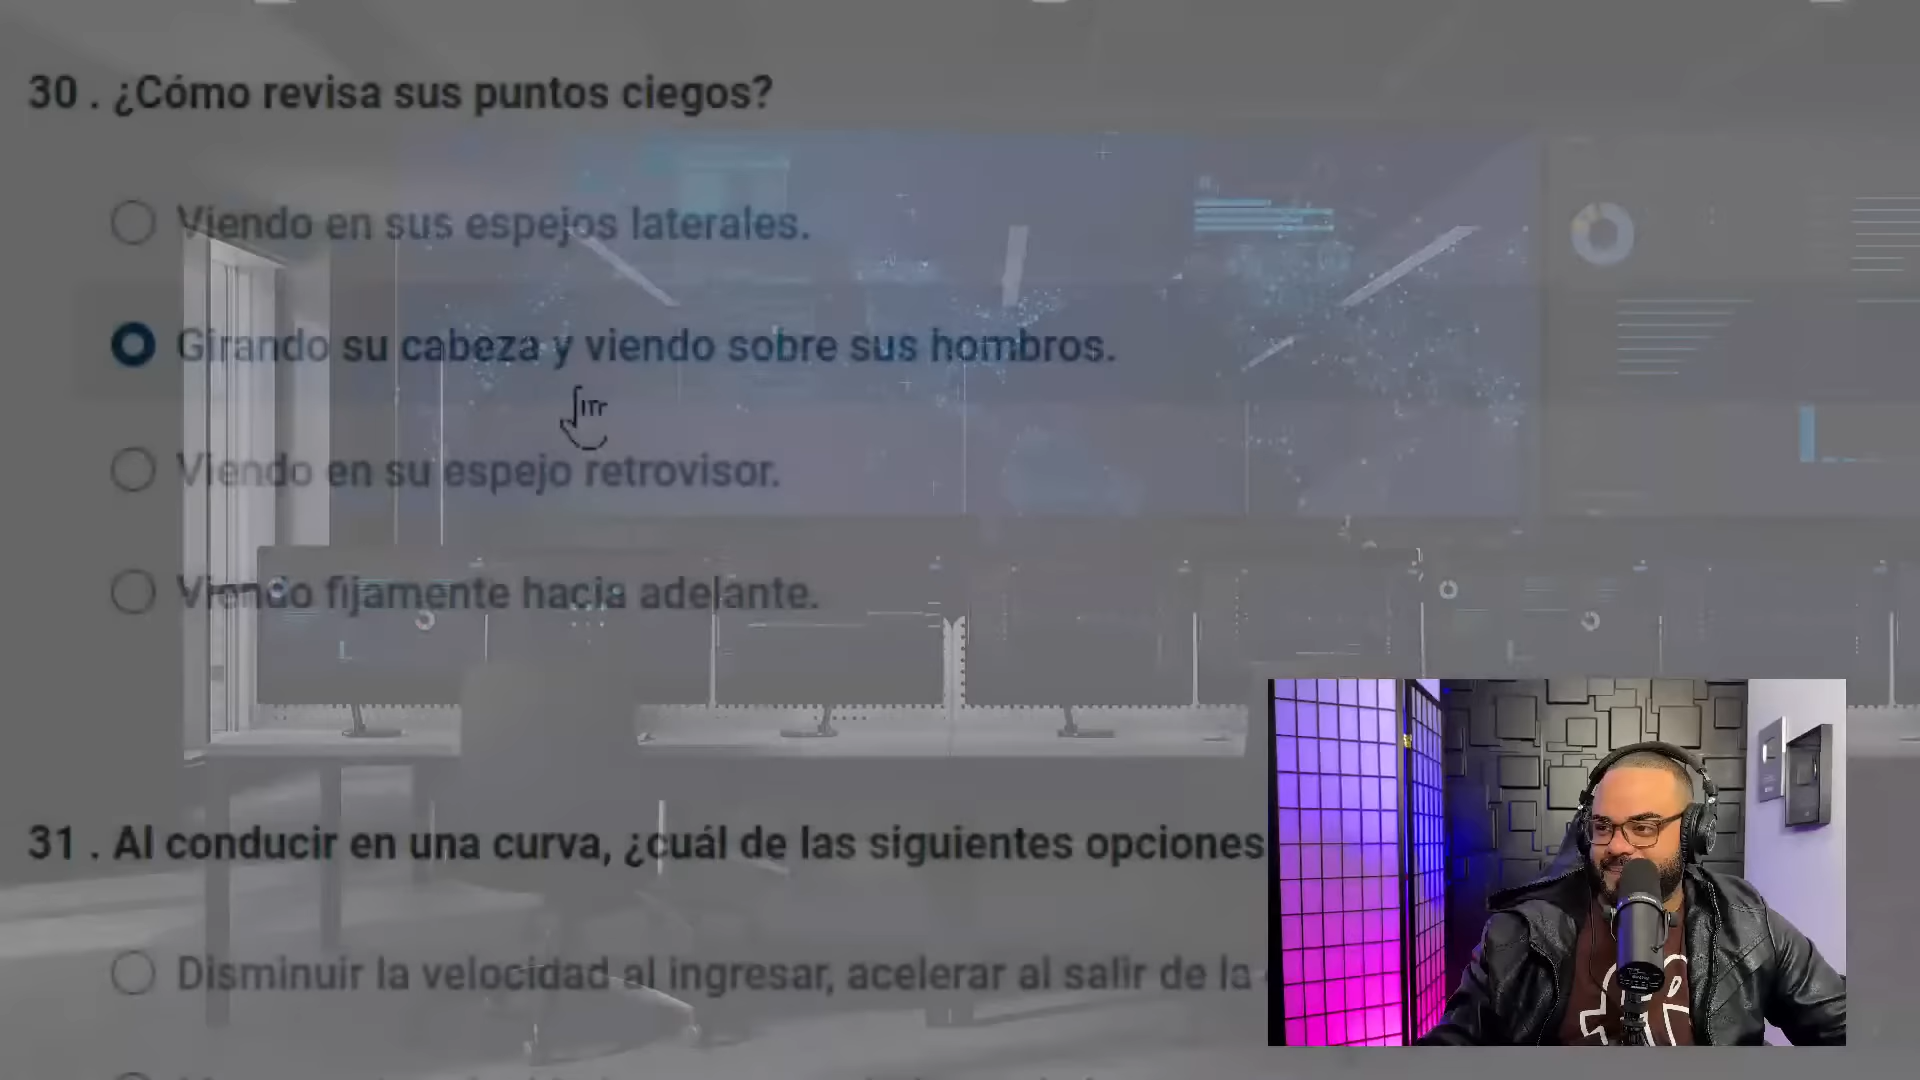 30 . ¿Cómo revisa sus puntos ciegos?
Viendo en sus espejos laterales.
Girando su cabeza y viendo sobre sus hombros.
Viendo en su espejo retrovisor.
Viendo fijamente hacia adelante.
31 . Al conducir en una curva, ¿cuál de las siguientes opciones
Disminuir la velocidad al ingresar, acelerar al salir de la